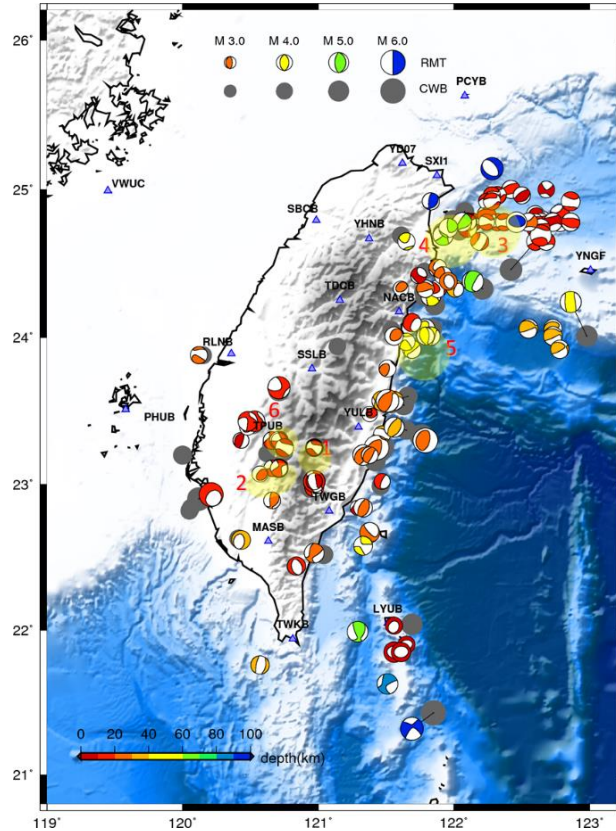 M 3.0 M 4.0 M 5.0 M 6.0
RMT
CWB
PCYB
YD07
SXI1
VWUC
SBCB
YHNB
4
3
YNGF
TDCB
NACB
RLNB
SSLB
5
6
PHUB
TPUB
YULB
1
2
TWGB
MASB
LYUB
TWKB
0 20 40 60 80 100
depth(km)
26°
25°
24°
23°
22°
21°
119° 120° 121° 122° 123°